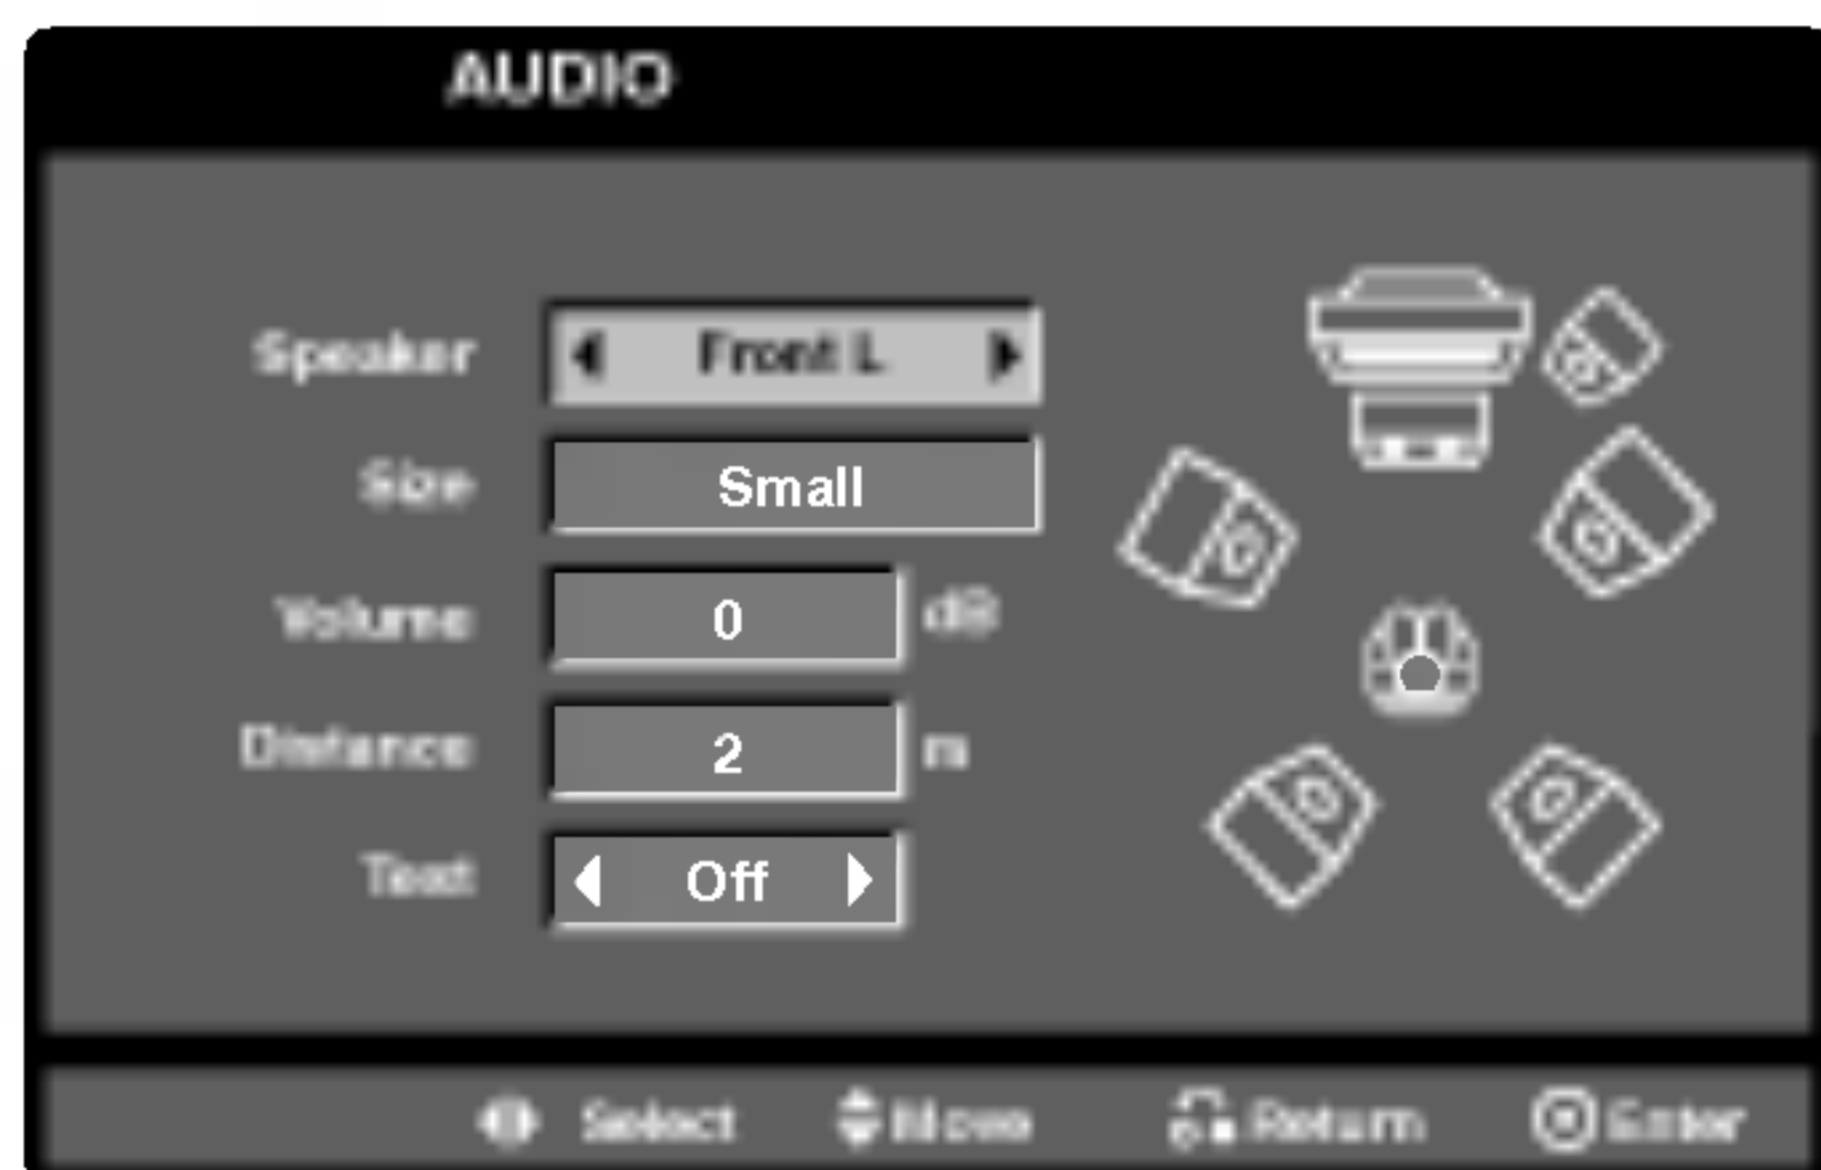 AUDIO
Speaker Front L
Size Small
Volume 0 dB
Distance 2 m
Test Off
Select Move Return Enter